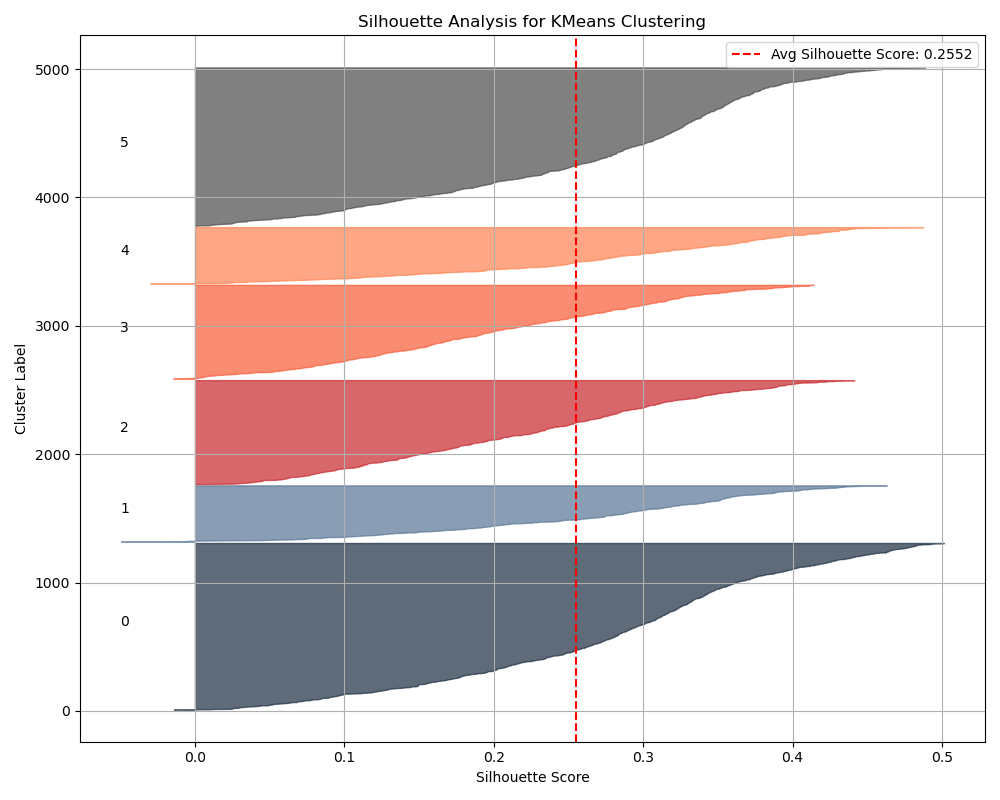 Silhouette Analysis for KMeans Clustering
Avg Silhouette Score: 0.2552
5000
5
4000
4
3
3000
Cluster Label
2
2000
1
1000
0
0
0.0 0.1 0.2 0.3 0.4 0.5
Silhouette Score